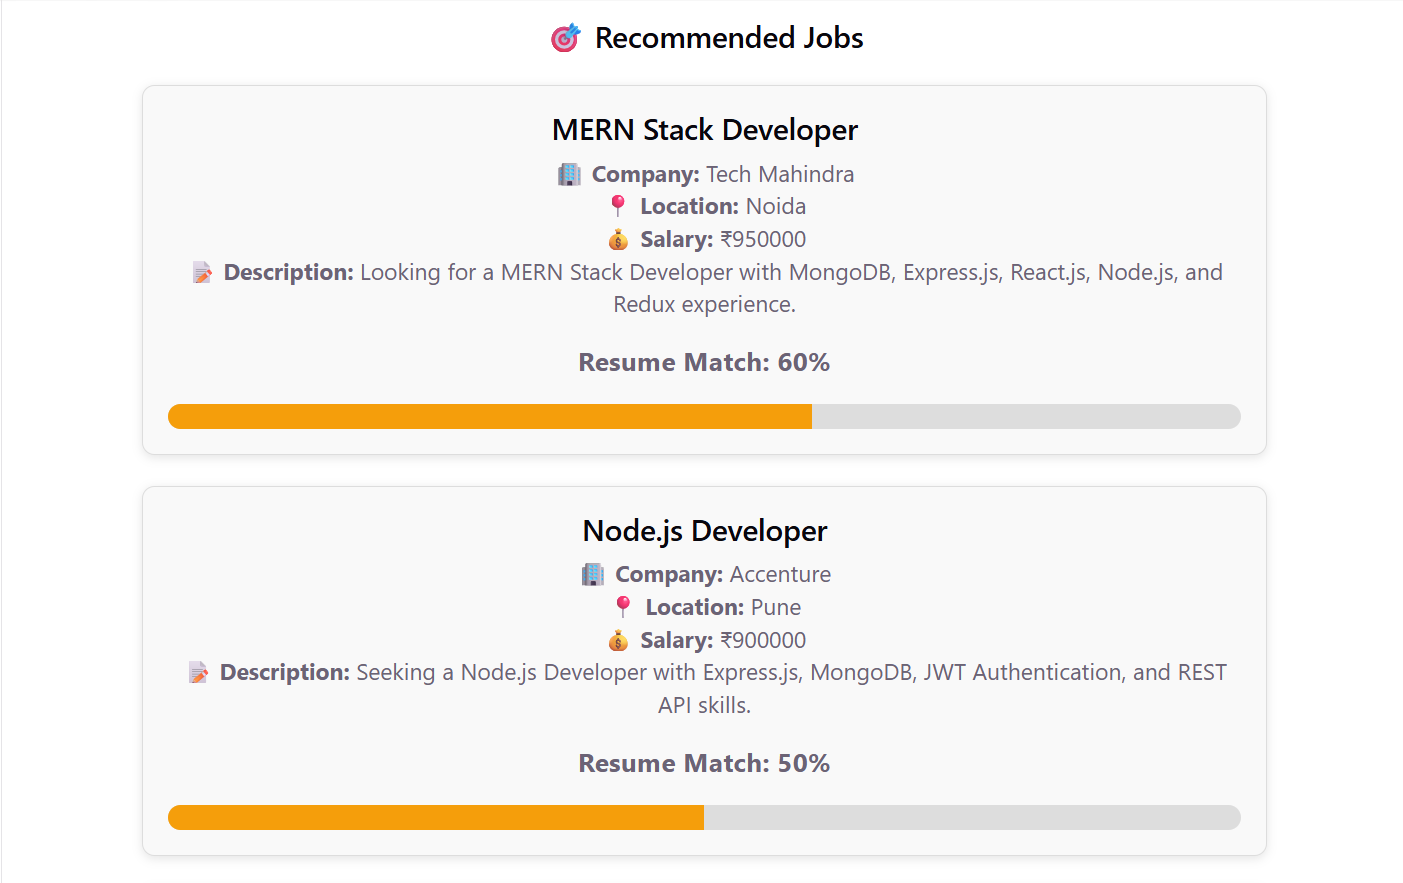 🎯 Recommended Jobs
MERN Stack Developer
🏢 Company: Tech Mahindra
📍 Location: Noida
💰 Salary: ₹950000
📝 Description: Looking for a MERN Stack Developer with MongoDB, Express.js, React.js, Node.js, and
Redux experience.
Resume Match: 60%
Node.js Developer
🏢 Company: Accenture
📍 Location: Pune
💰 Salary: ₹900000
📝 Description: Seeking a Node.js Developer with Express.js, MongoDB, JWT Authentication, and REST
API skills.
Resume Match: 50%